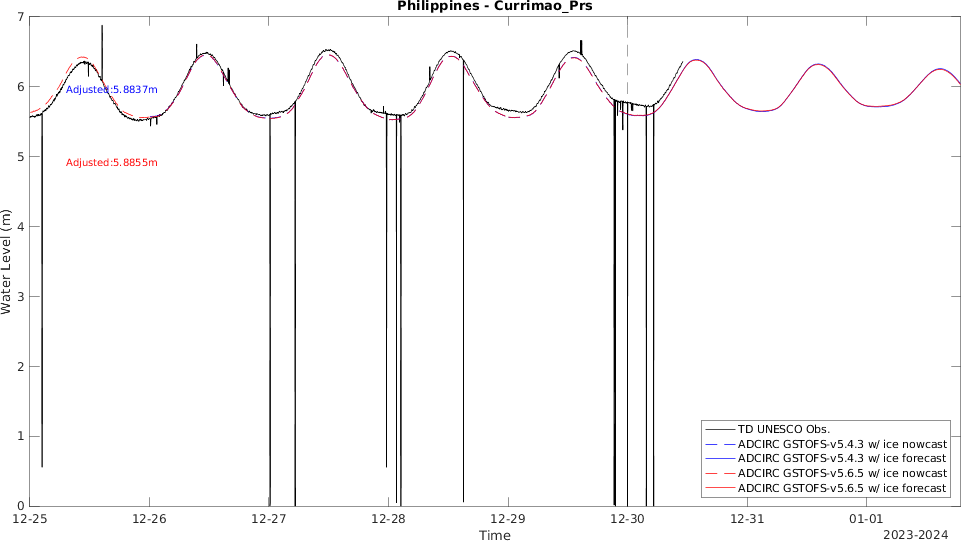 Philippines - Currimao_Prs
7
6
5
4
3
2
1
0
Water Level (m)
Adjusted:5.8837m
Adjusted:5.8855m
TD UNESCO Obs.
ADCIRC GSTOFS-v5.4.3 w/ ice nowcast
ADCIRC GSTOFS-v5.4.3 w/ ice forecast
ADCIRC GSTOFS-v5.6.5 w/ ice nowcast
ADCIRC GSTOFS-v5.6.5 w/ ice forecast
12-25 12-26 12-27 12-28 12-29 12-30 12-31 01-01
Time
2023-2024